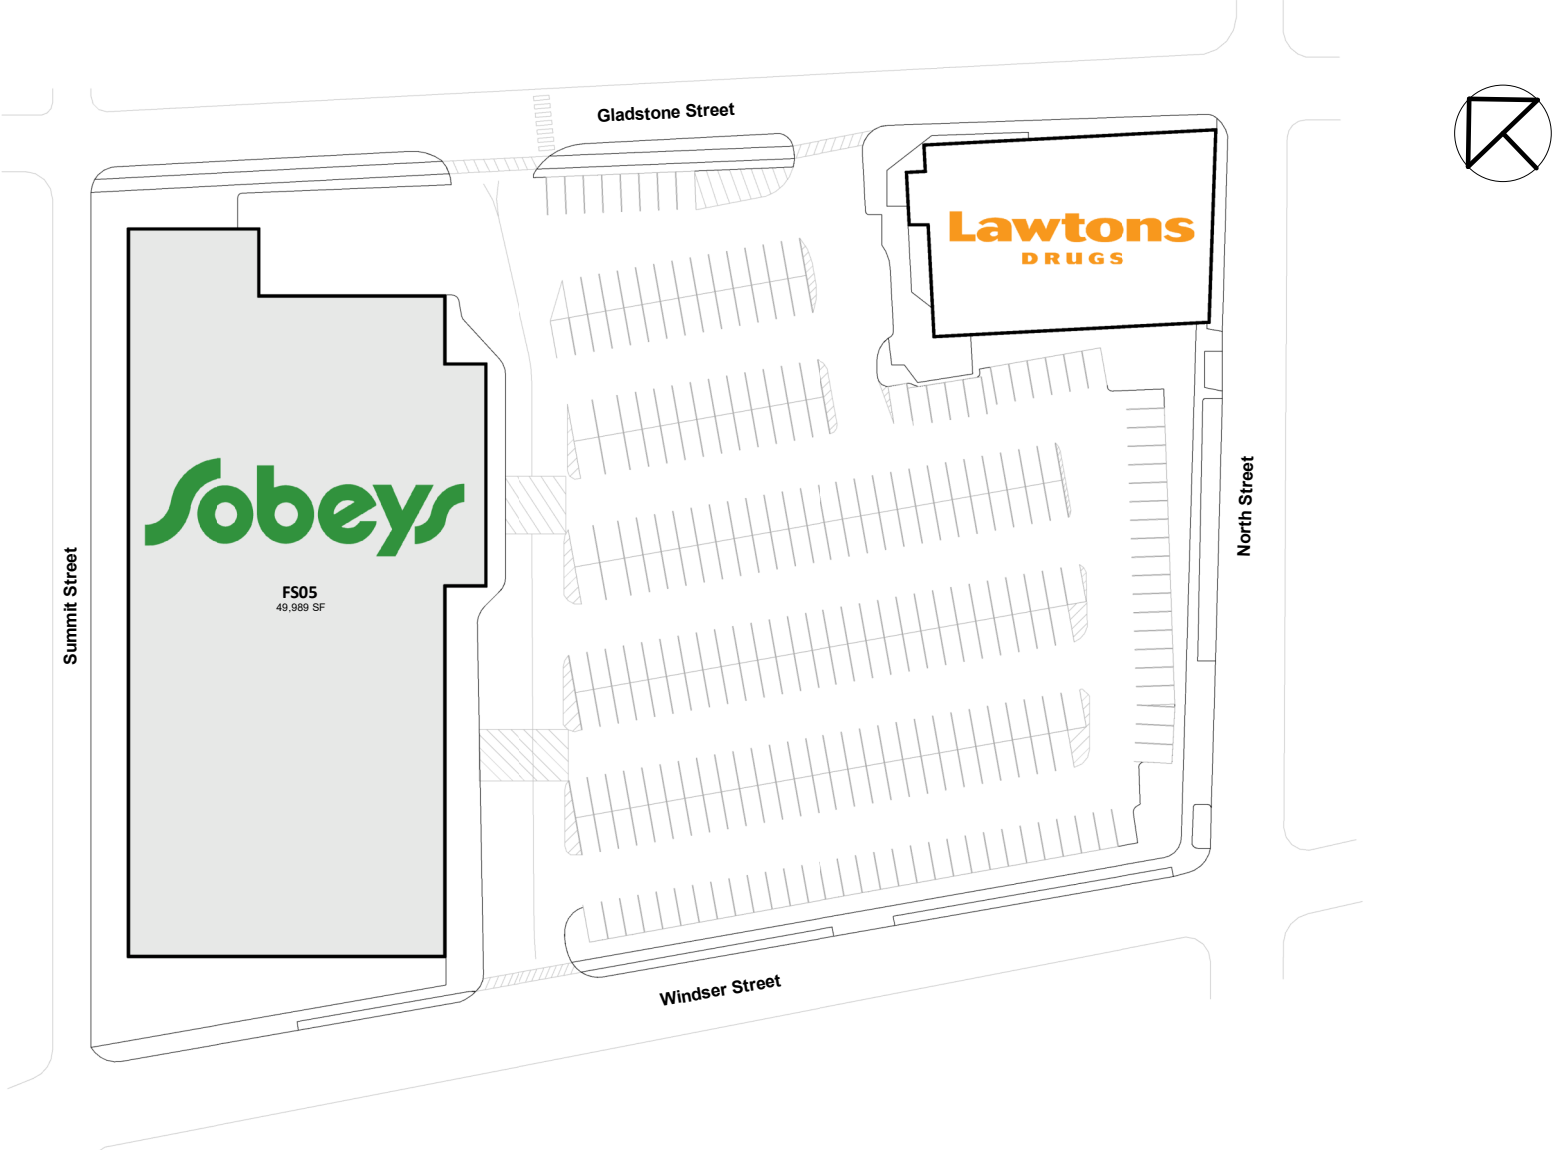 Gladstone Street
Lawtons
DRUGS
Sobeys
FS05
49,989 SF
Summit Street
North Street
Windser Street